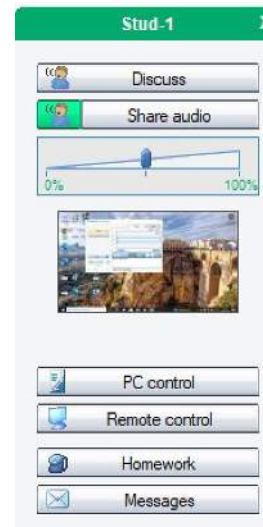 Stud-1
Discuss
Share audio
0% 100%
PC control
Remote control
Homework
Messages